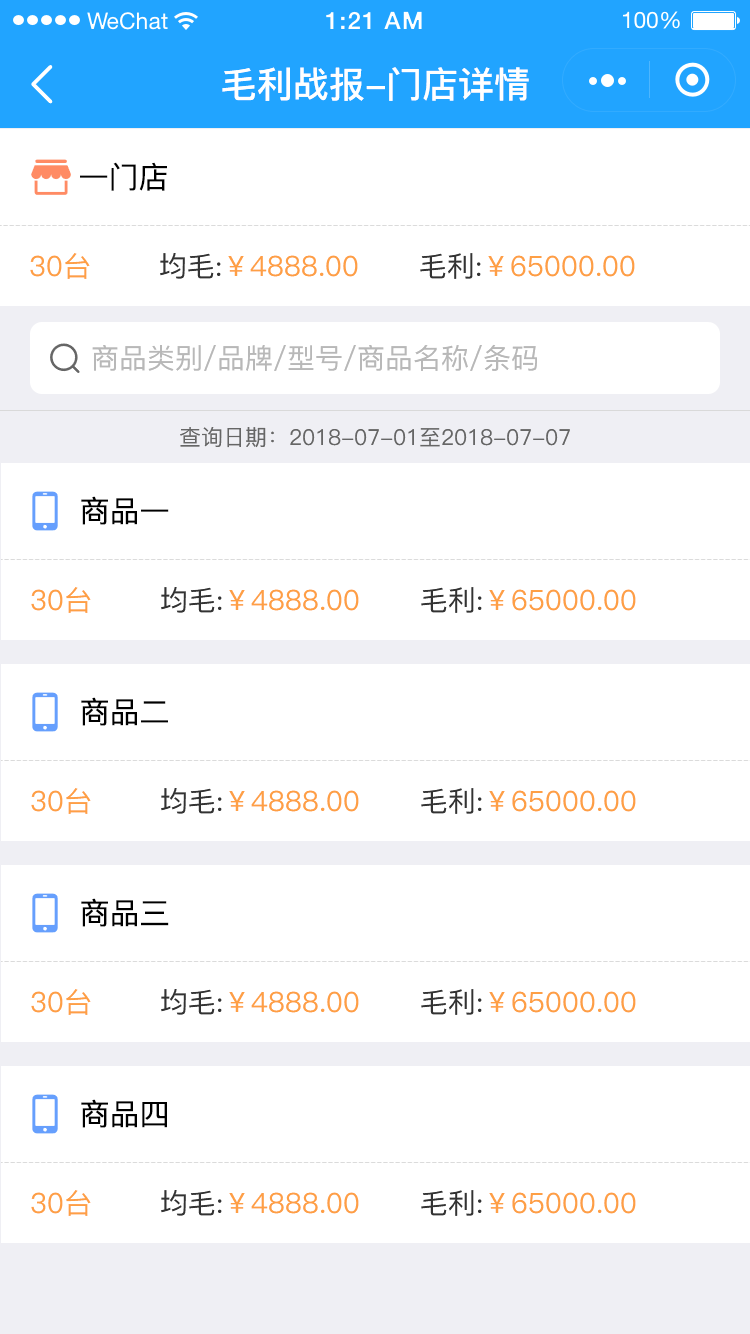 WeChat 1:21 AM 100%
毛利战报-门店详情
一门店
30台 均毛:￥4888.00 毛利:￥65000.00
商品类别/品牌/型号/商品名称/条码
查询日期：2018-07-01至2018-07-07
商品一
30台 均毛:￥4888.00 毛利:￥65000.00
商品二
30台 均毛:￥4888.00 毛利:￥65000.00
商品三
30台 均毛:￥4888.00 毛利:￥65000.00
商品四
30台 均毛:￥4888.00 毛利:￥65000.00